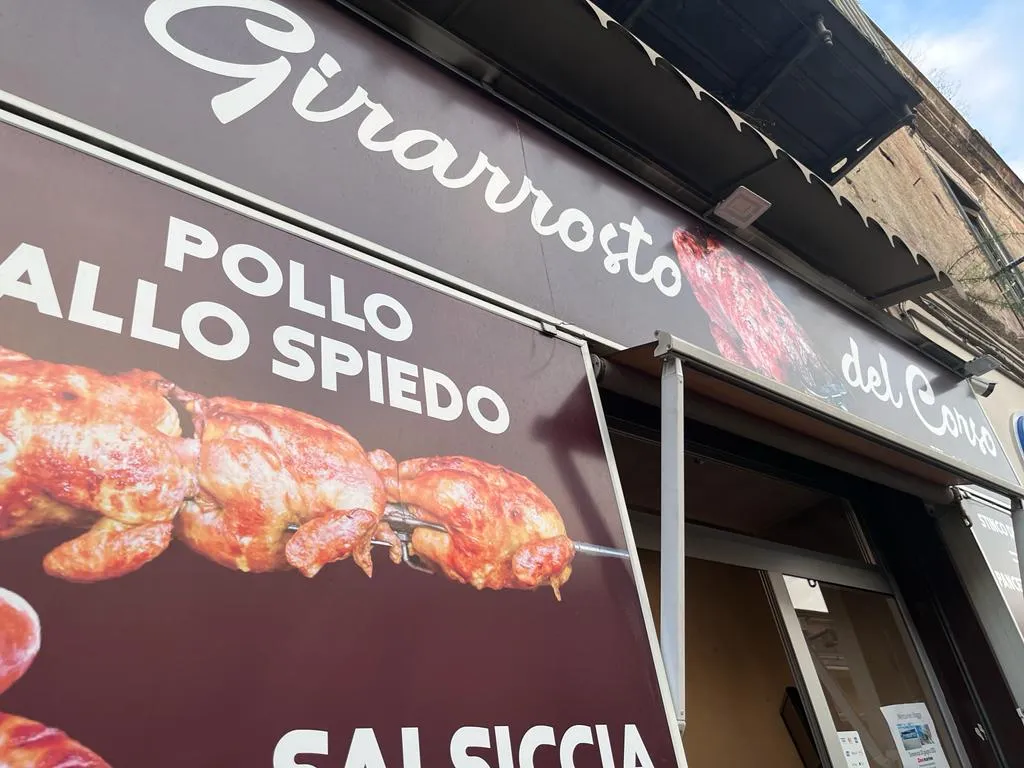 Girarrosto del Corso
POLLO
ALLO SPIEDO
SALSICCIA